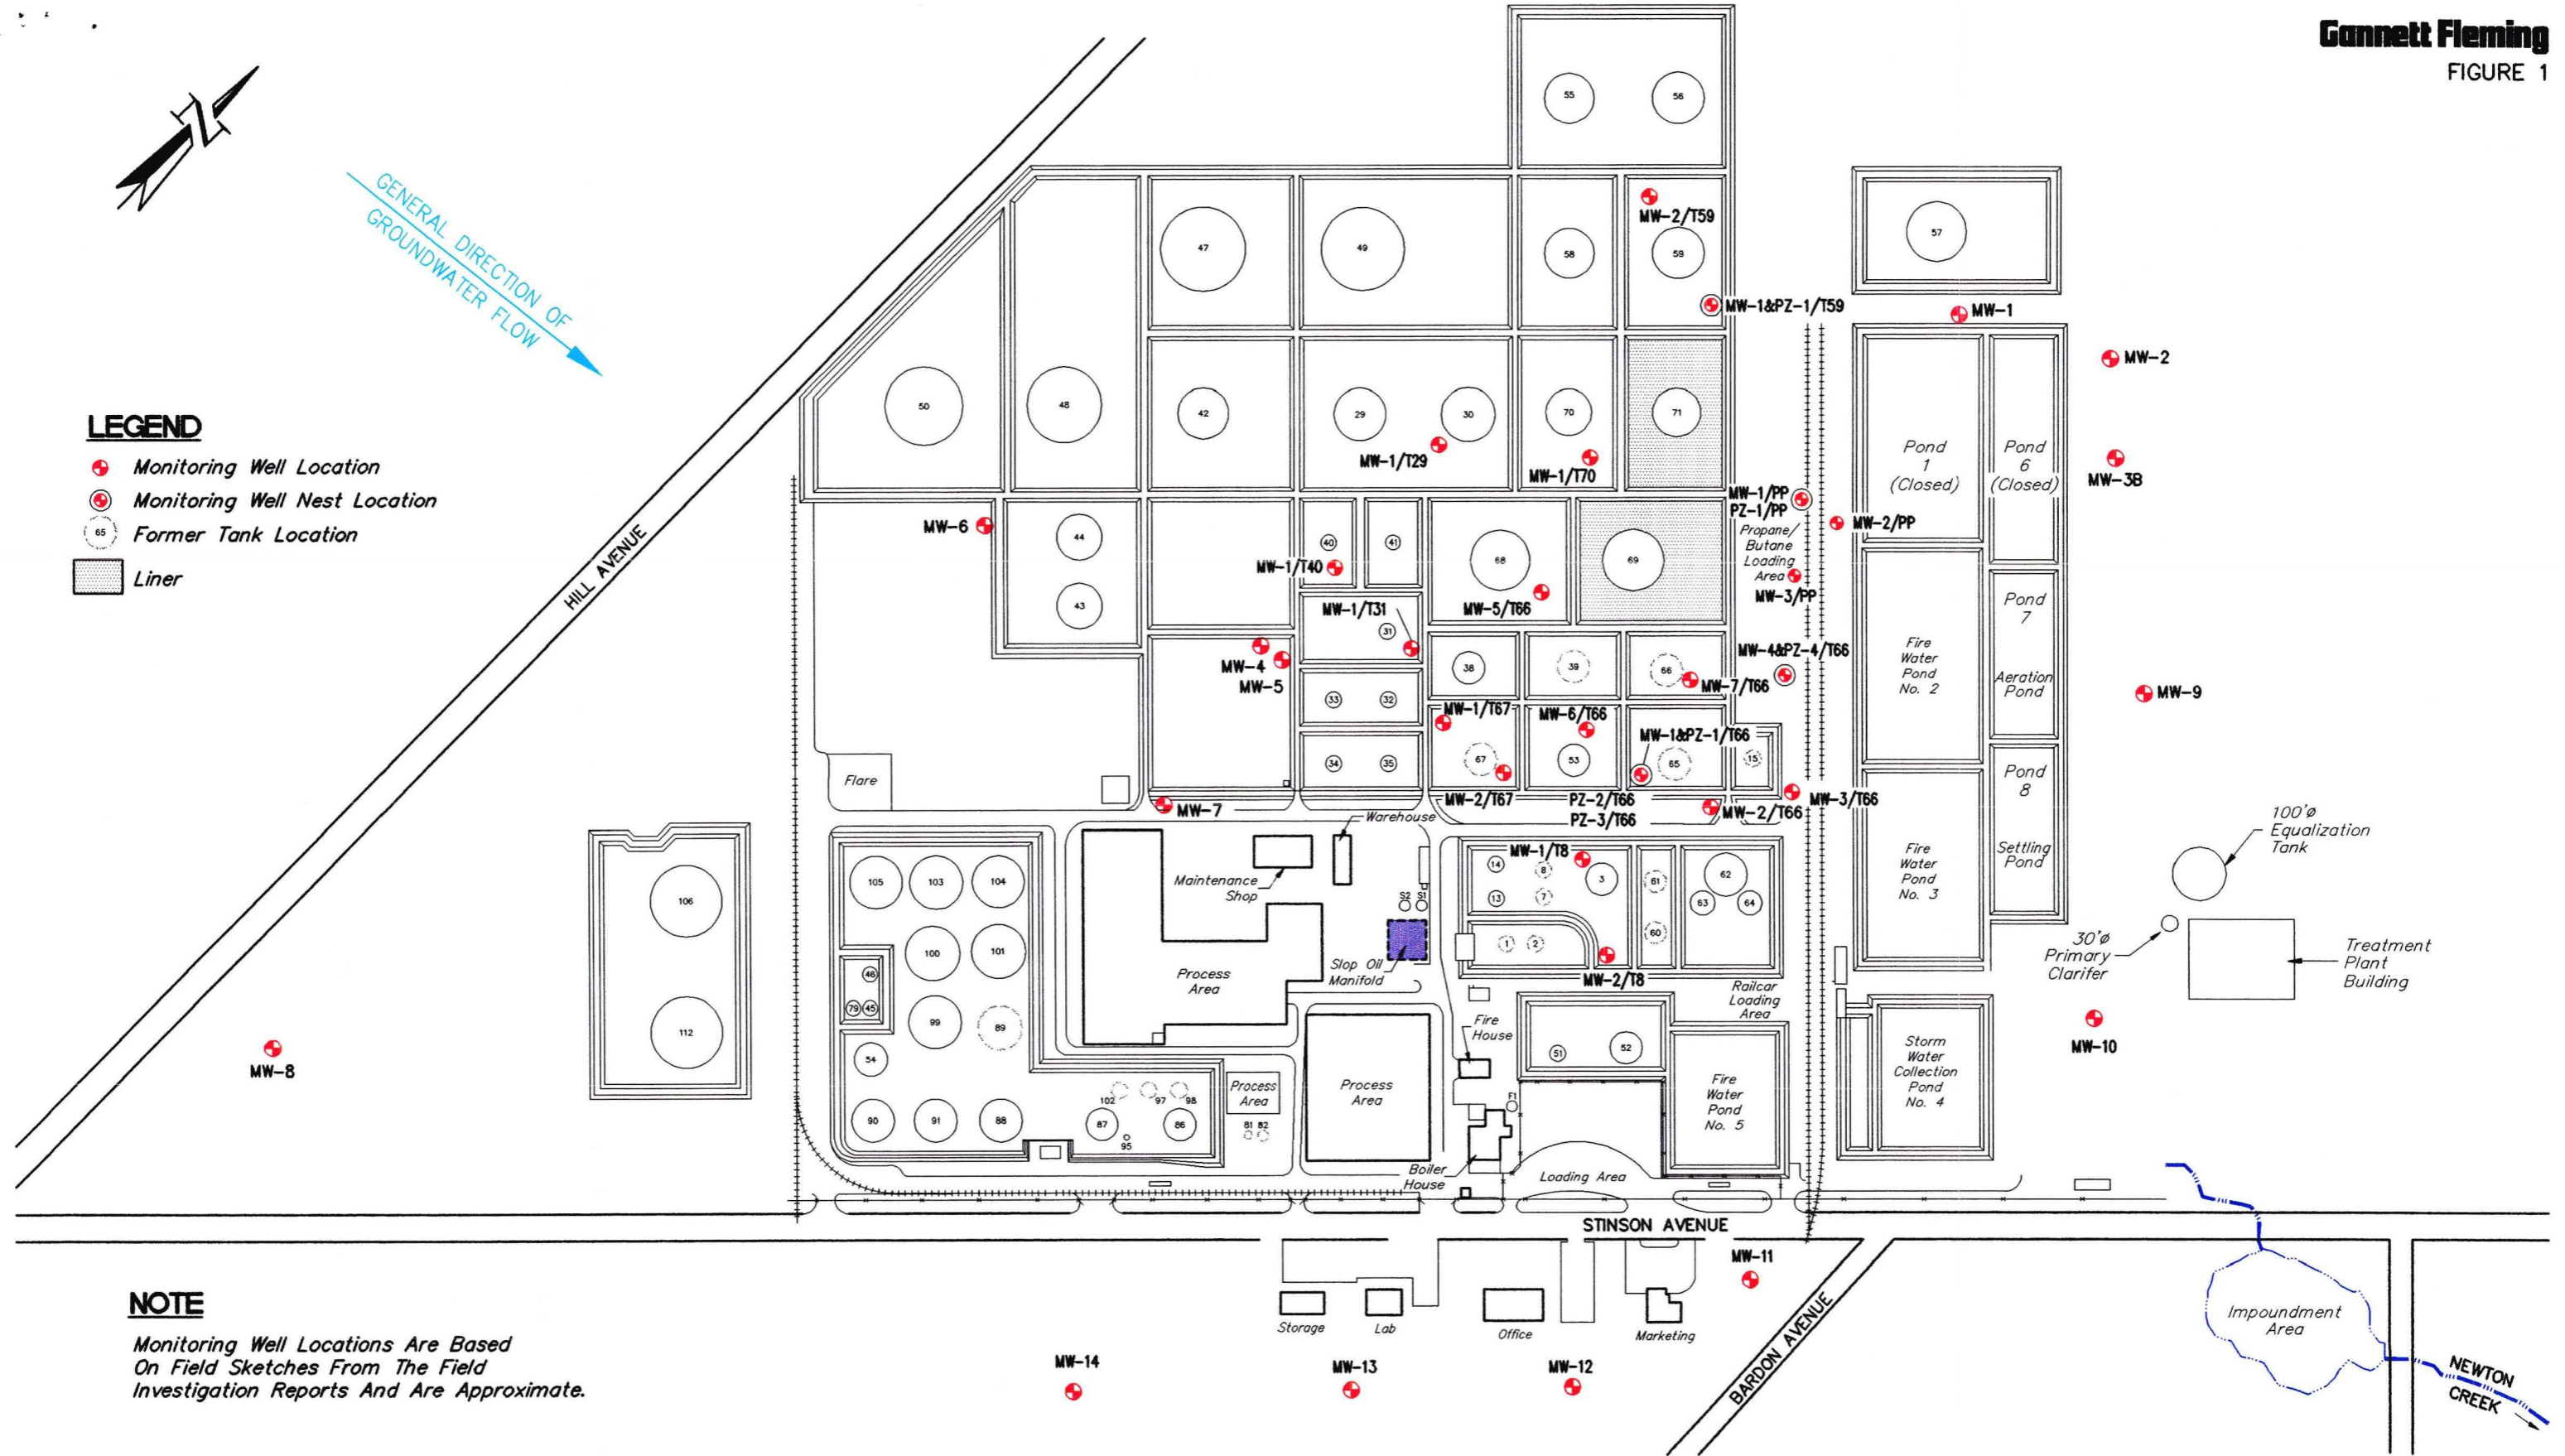 Gannett Fleming
FIGURE 1
N
GENERAL DIRECTION OF
GROUNDWATER FLOW
LEGEND
Monitoring Well Location
Monitoring Well Nest Location
65
Former Tank Location
Liner
HILL AVENUE
55
56
47
49
58
59
MW-2/T59
57
MW-1&PZ-1/T59
MW-1
MW-2
50
48
42
29
30
70
71
MW-1/T29
MW-1/T70
Pond
1
(Closed)
Pond
6
(Closed)
MW-3B
MW-1/PP
PZ-1/PP
MW-2/PP
Propane/
Butane
Loading
Area
MW-3/PP
MW-6
44
43
40
41
MW-1/T40
68
69
MW-5/T66
MW-1/T31
31
MW-4
MW-5
33
32
34
35
38
39
66
MW-7/T66
MW-4&PZ-4/T66
Fire
Water
Pond
No. 2
Pond
7
Aeration
Pond
MW-9
MW-1/T67
MW-6/T66
MW-1&PZ-1/T66
67
53
65
15
MW-2/T67
PZ-2/T66
PZ-3/T66
MW-2/T66
MW-3/T66
Flare
MW-7
Warehouse
Maintenance
Shop
Pond
8
Settling
Pond
Fire
Water
Pond
No. 3
100'ø
Equalization
Tank
30'ø
Primary
Clarifer
Treatment
Plant
Building
106
112
105
103
104
100
101
46
79
45
99
89
54
90
91
88
102
97
98
87
95
86
Process
Area
Process
Area
81
82
Process
Area
S2
S1
Slop Oil
Manifold
MW-1/T8
14
8
3
13
7
1
2
61
60
62
63
64
MW-2/T8
Railcar
Loading
Area
Fire
House
51
52
F1
Fire
Water
Pond
No. 5
Storm
Water
Collection
Pond
No. 4
MW-10
MW-8
Boiler
House
Loading Area
STINSON AVENUE
MW-11
Storage
Lab
Office
Marketing
BARDON AVENUE
Impoundment
Area
NEWTON
CREEK
MW-14
MW-13
MW-12
NOTE
Monitoring Well Locations Are Based
On Field Sketches From The Field
Investigation Reports And Are Approximate.